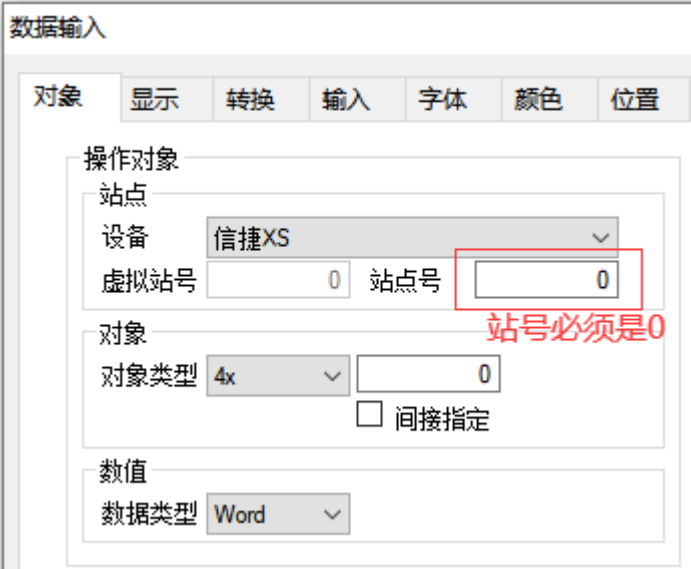 数据输入
对象 显示 转换 输入 字体 颜色 位置
操作对象
站点
设备 信捷XS
虚拟站号 0 站点号 0
站号必须是0
对象
对象类型 4x 0
间接指定
数值
数据类型 Word